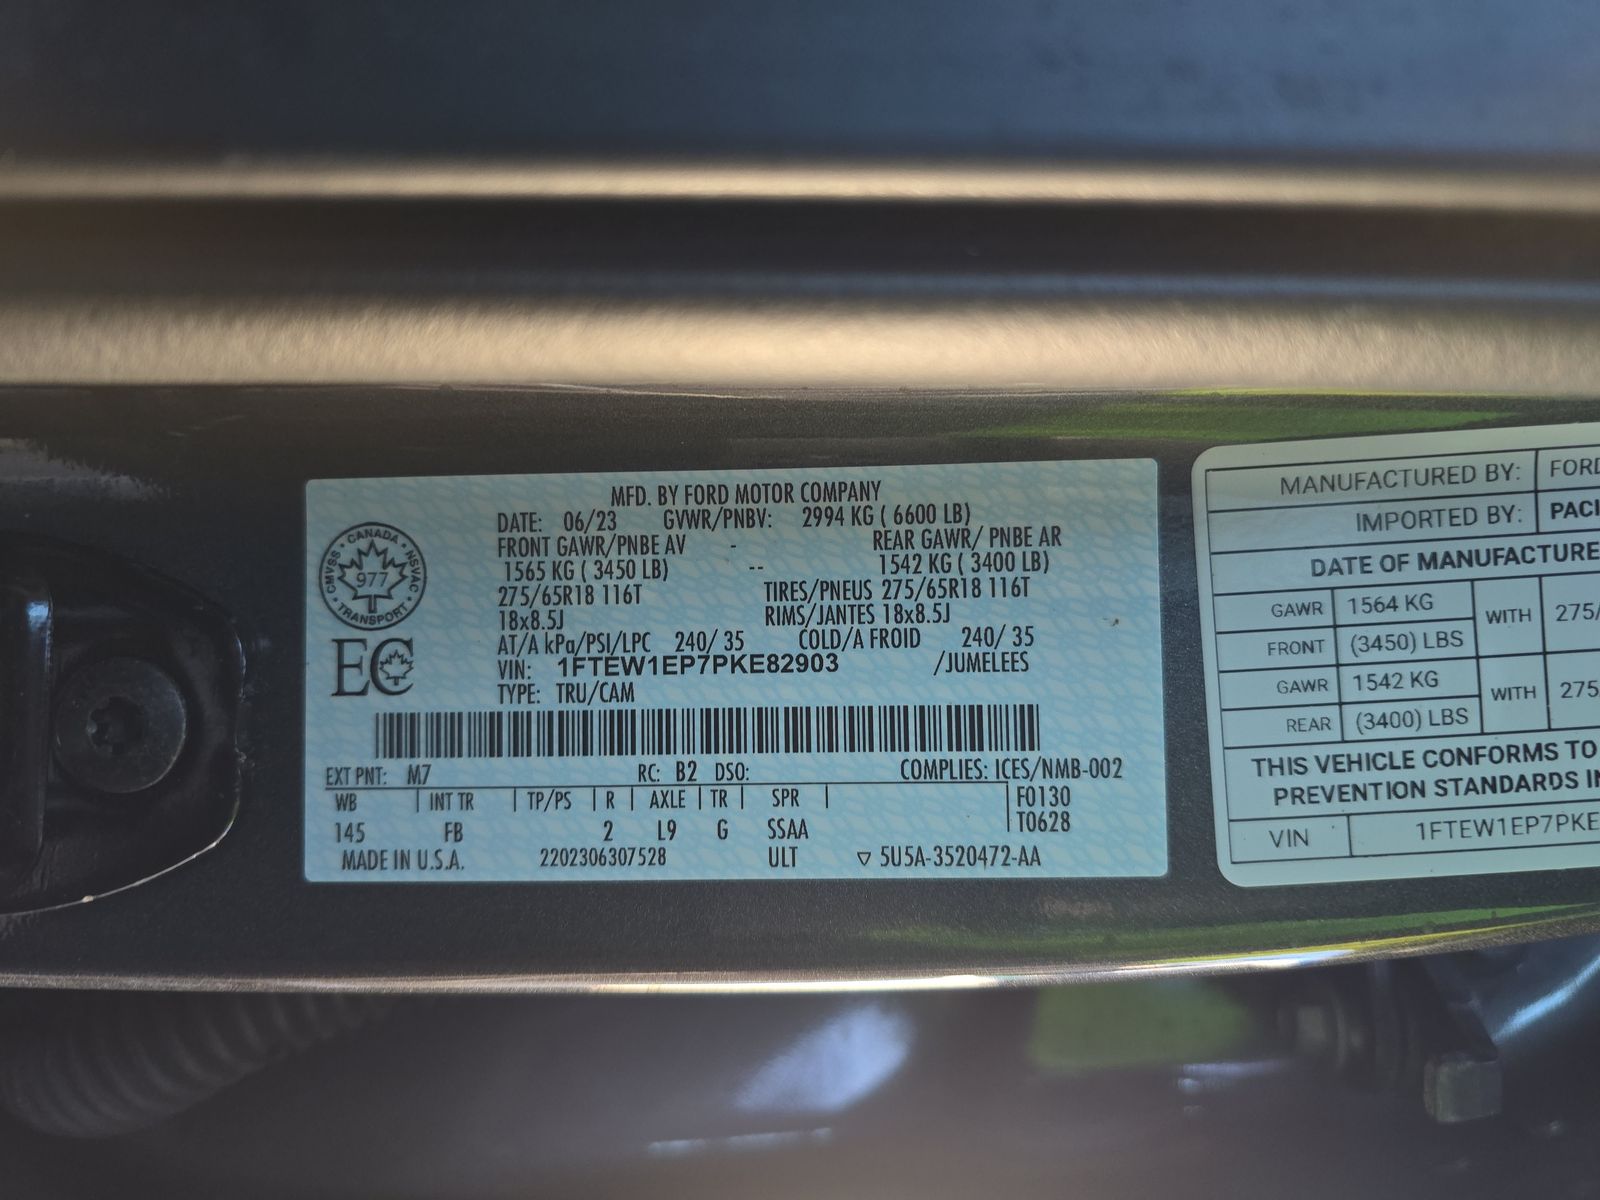 MFD. BY FORD MOTOR COMPANY
DATE: 06/23 GVWR/PNBV: 2994 KG ( 6600 LB)
FRONT GAWR/PNBE AV - REAR GAWR/ PNBE AR
1565 KG ( 3450 LB) -- 1542 KG ( 3400 LB)
275/65R18 116T TIRES/PNEUS 275/65R18 116T
18x8.5J RIMS/JANTES 18x8.5J
AT/A kPa/PSI/LPC 240/ 35 COLD/A FROID 240/ 35
VIN: 1FTEW1EP7PKE82903 /JUMELEES
TYPE: TRU/CAM
CMVSS · CANADA · NSVAC · TRANSPORT ·
977
EC
EXT PNT: M7 RC: B2 DSO: COMPLIES: ICES/NMB-002
WB INT TR TP/PS R AXLE TR SPR F0130
145 FB 2 L9 G SSAA T0628
MADE IN U.S.A. 2202306307528 ULT ▽ 5U5A-3520472-AA
MANUFACTURED BY: FORD
IMPORTED BY: PACI
DATE OF MANUFACTURE
GAWR 1564 KG WITH 275/
FRONT (3450) LBS
GAWR 1542 KG WITH 275
REAR (3400) LBS
THIS VEHICLE CONFORMS TO
PREVENTION STANDARDS IN
VIN 1FTEW1EP7PKE